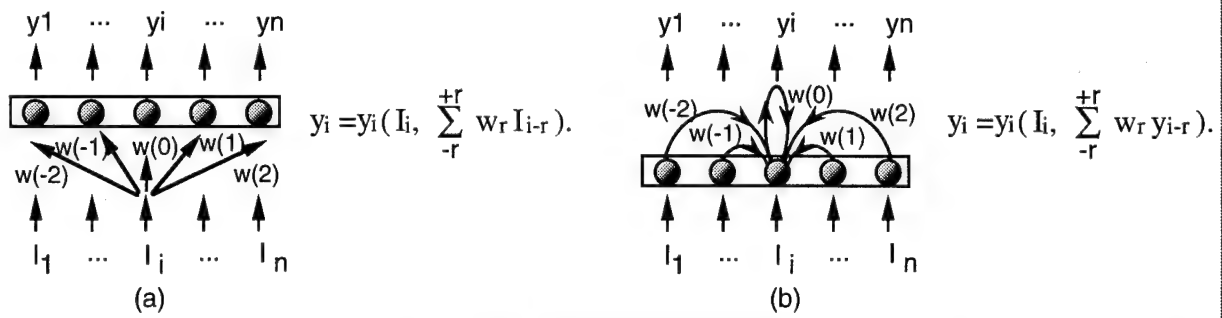 y1 ... yi ... yn
w(-2) w(-1) w(0) w(1) w(2)
I1 ... Ii ... In
(a)
yi =yi( Ii, +r ∑ -r wr Ii-r ).
y1 ... yi ... yn
w(-2) w(-1) w(0) w(1) w(2)
I1 ... Ii ... In
(b)
yi =yi( Ii, +r ∑ -r wr yi-r ).